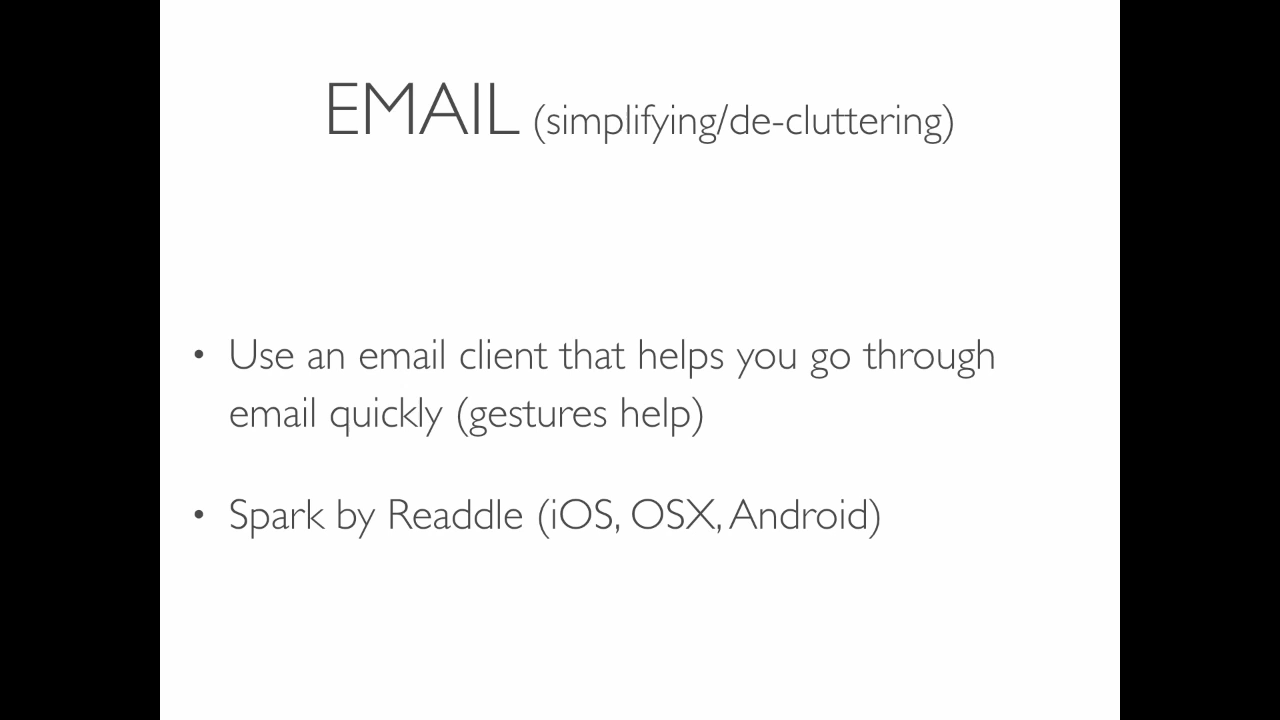 EMAIL (simplifying/de-cluttering)
• Use an email client that helps you go through
email quickly (gestures help)
• Spark by Readdle (iOS, OSX, Android)